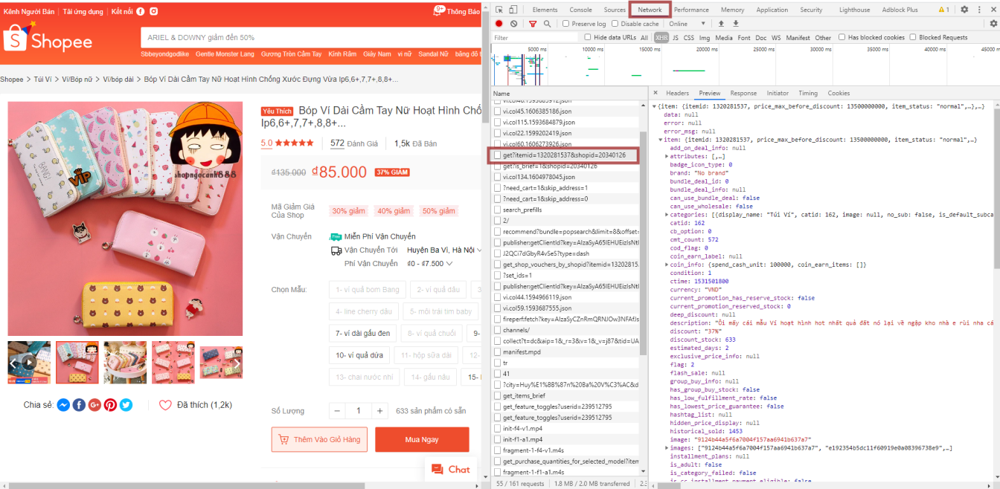 Kênh Người Bán | Tải ứng dụng | Kết nối
9+ Thông Báo
Shopee
ARIEL & DOWNY giảm đến 50%
Sbbeyondgodlike Gentle Monster Lang Gương Tròn Cầm Tay Kính Râm Giày Nam ví nữ Sandal Nữ
Shopee > Túi Ví > Ví/Bóp nữ > Ví/bóp dài > Bóp Ví Dài Cầm Tay Nữ Hoạt Hình Chống Xước Đựng Vừa Ip6,6+,7,7+,8,8+...
VIP
shopngocanh8888
Yêu Thích Bóp Ví Dài Cầm Tay Nữ Hoạt Hình Chố
Ip6,6+,7,7+,8,8+...
5.0 572 Đánh Giá 1,5k Đã Bán
₫135.000 ₫85.000 37% GIẢM
Mã Giảm Giá
Của Shop
30% giảm 40% giảm 50% giảm
Vận Chuyển Miễn Phí Vận Chuyển
Vận Chuyển Tới Huyện Ba Vì, Hà Nội
Phí Vận Chuyển ₫0 - ₫7.500
Chọn Mẫu: 1- ví quả bom Bang 2- ví quả dâu 3
4- line cherry dâu 5- môi trái tim baby
7- ví dài gấu đen 8- ví quả chuối 9-
10- ví quả dừa 11- hộp sữa dài 12-
13- chai nước nhí 14- gấu nâu 15-
Số Lượng − 1 + 633 sản phẩm có sẵn
Thêm Vào Giỏ Hàng Mua Ngay
Chia sẻ: Đã thích (1,2k)
Chat
Elements Console Sources Network Performance Memory Application Security Lighthouse Adblock Plus 1
Preserve log Disable cache Online
Filter Hide data URLs All XHR JS CSS Img Media Font Doc WS Manifest Other Has blocked cookies Blocked Requests
5000 ms 10000 ms 15000 ms 20000 ms 25000 ms 30000 ms 35000 ms 40000 ms 45000 m
Name
vi.col45.1606385186.json
vi.col115.1593684879.json
vi.col22.1599202419.json
vi.col60.1606273926.json
get?itemid=1320281537&shopid=20340126
get?is_brief=1&shopid=20340126
vi.col134.1604978045.json
?need_cart=1&skip_address=1
?need_cart=1&skip_address=0
search_prefills
2/
recommend?bundle=popsearch&limit=8&offset=
publisher:getClientId?key=AIzaSyA65lEHUEizIsNtl
J2QCi7dGbyR4vSeS?type=dash
get_shop_vouchers_by_shopid?itemid=13202815.
?set_ids=1
publisher:getClientId?key=AIzaSyA65lEHUEizIsNtl
vi.col44.1594966119.json
vi.col59.1593687555.json
fireperf:fetch?key=AIzaSyCZnRmQRNJOw3NFAfJs
channels/
collect?t=dc&aip=1&_r=3&v=1&_v=j87&tid=UA
manifest.mpd
tr
41
?city=Huy%E1%BB%87n%20Ba%20V%C3%AC&d
get_items_brief
get_feature_toggles?userid=239512795
get_feature_toggles?userid=239512795
init-f4-v1.mp4
init-f1-a1.mp4
fragment-1-f4-v1.m4s
get_purchase_quantities_for_selected_model?item
fragment-1-f1-a1.m4s
55 / 161 requests 1.8 MB / 2.0 MB transferred 2.3
× Headers Preview Response Initiator Timing Cookies
{item: {itemid: 132081537, price_max_before_discount: 13500000000, item_status: "normal",…},…}
data: null
error: null
error_msg: null
item: {itemid: 132081537, price_max_before_discount: 13500000000, item_status: "normal",…}
add_on_deal_info: null
attributes: [,…]
badge_icon_type: 0
brand: "No brand"
bundle_deal_id: 0
bundle_deal_info: null
can_use_bundle_deal: false
can_use_wholesale: false
categories: [{display_name: "Túi Ví", catid: 162, image: null, no_sub: false, is_default_subca
catid: 162
cb_option: 0
cmt_count: 572
cod_flag: 0
coin_earn_label: null
coin_info: {spend_cash_unit: 100000, coin_earn_items: []}
condition: 1
ctime: 1531501800
currency: "VND"
current_promotion_has_reserve_stock: false
current_promotion_reserved_stock: 0
deep_discount: null
description: "Ôi mấy cái mẫu Ví hoạt hình hot nhất quả đất nó lại về ngập kho nhà e rùi nha cá
discount: "37%"
discount_stock: 633
estimated_days: 2
exclusive_price_info: null
flag: 2
flash_sale: null
group_buy_info: null
has_group_buy_stock: false
has_low_fulfillment_rate: false
has_lowest_price_guarantee: false
hashtag_list: null
hidden_price_display: null
historical_sold: 1453
image: "9124b44a5f6a7004f157aa6941b637a7"
images: ["9124b44a5f6a7004f157aa6941b637a7", "e192354b5dc11f60919e0a08396738e9",…]
installment_plans: null
is_adult: false
is_category_failed: false
is_cc_installment_payment_eligible: false